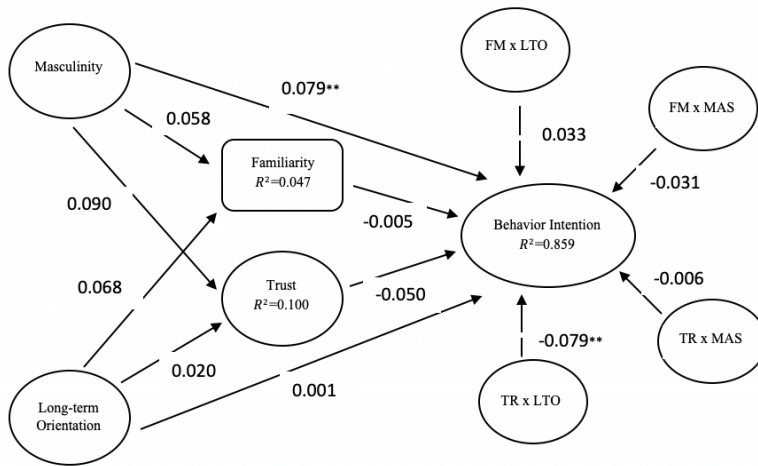 FM x LTO
Masculinity
0.079**
FM x MAS
0.058
0.033
Familiarity
R²=0.047
-0.031
0.090
-0.005
Behavior Intention
R²=0.859
Trust
R²=0.100
0.068
-0.050
-0.006
-0.079**
TR x MAS
0.020
0.001
TR x LTO
Long-term
Orientation